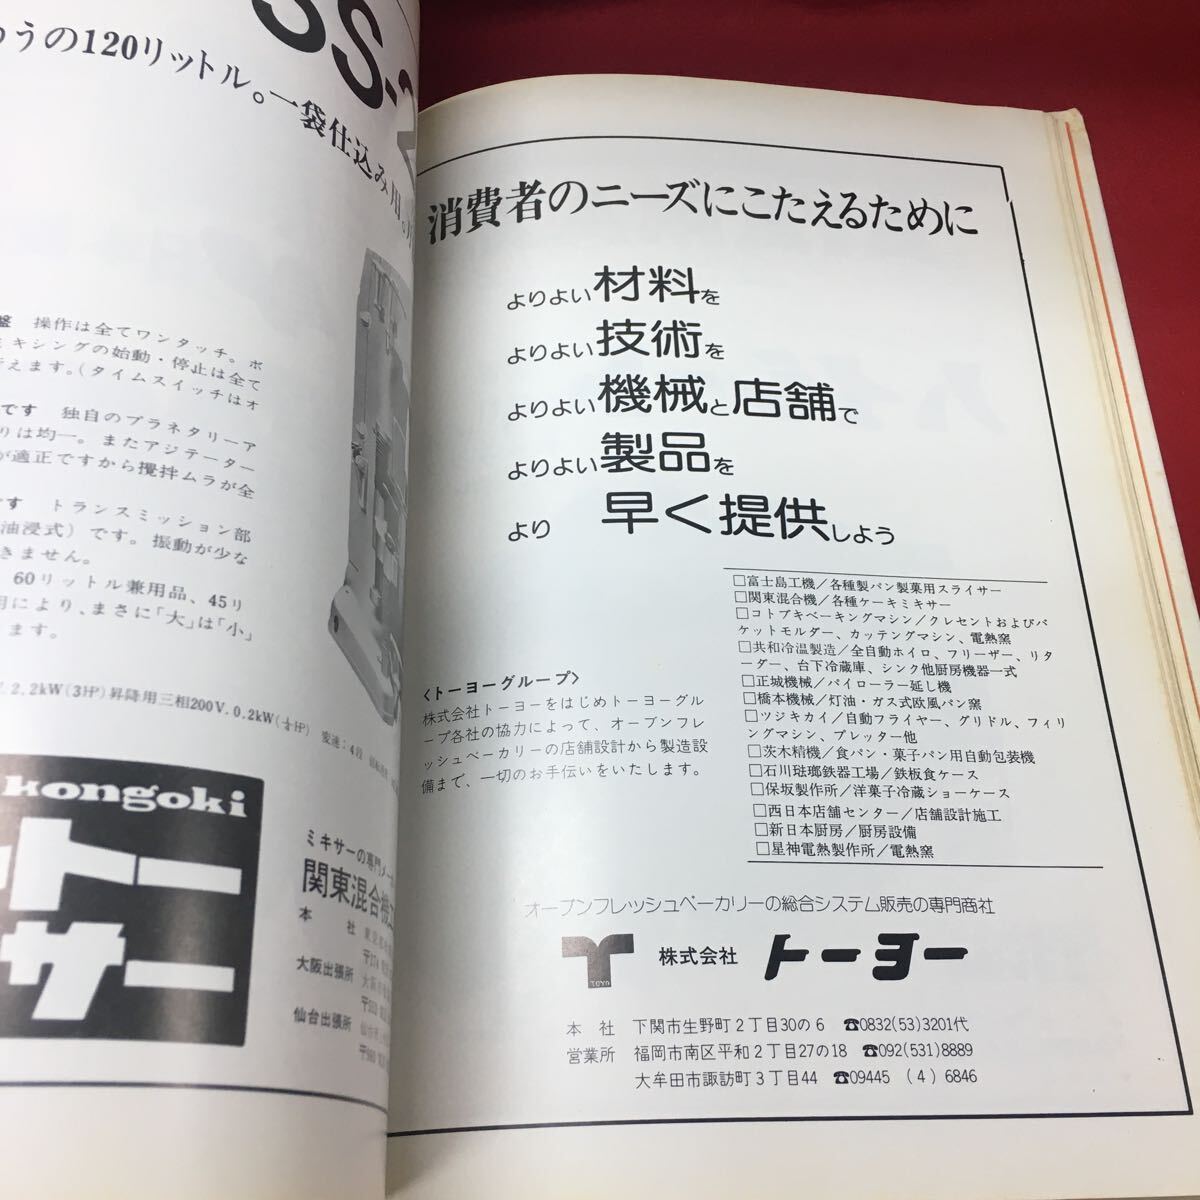 SS-2
うの120リットル。一袋仕込み用。
操作は全てワンタッチ。ボ
ミキシングの始動・停止は全て
行えます。(タイムスイッチはオ
です 独自のプラネタリーア
りは均一。またアジテーター
が適正ですから攪拌ムラが全
です トランスミッション部
油浸式)です。振動が少な
きません。
60リットル兼用品、45リ
用により、まさに「大」は「小」
ます。
2.2kW(3HP)昇降用三相200V.0.2kW(¼HP) 変速:4段
kongoki
トー
サー
ミキサーの専門メー
関東混合機工
本社
大阪出張所
仙台出張所
消費者のニーズにこたえるために
よりよい材料を
よりよい技術を
よりよい機械と店舗で
よりよい製品を
より 早く提供しよう
□富士島工機/各種製パン製菓用スライサー
□関東混合機/各種ケーキミキサー
□コトブキベーキングマシン/クレセントおよびバ
ケットモルダー、カッテングマシン、電熱窯
□共和冷温製造/全自動ホイロ、フリーザー、リタ
ーダー、台下冷蔵庫、シンク他厨房機器一式
□正城機械/パイローラー延し機
□橋本機械/灯油・ガス式欧風パン窯
□ツジキカイ/自動フライヤー、グリドル、フィリ
ングマシン、プレッター他
□茨木精機/食パン・菓子パン用自動包装機
□石川琺瑯鉄器工場/鉄板食ケース
□保坂製作所/洋菓子冷蔵ショーケース
□西日本店舗センター/店舗設計施工
□新日本厨房/厨房設備
□星神電熱製作所/電熱窯
〈トーヨーグループ〉
株式会社トーヨーをはじめトーヨーグル
ープ各社の協力によって、オーブンフレ
ッシュベーカリーの店舗設計から製造設
備まで、一切のお手伝いをいたします。
オーブンフレッシュベーカリーの総合システム販売の専門商社
TOYO
株式会社 トーヨー
本社 下関市生野町2丁目30の6 ☎0832(53)3201代
営業所 福岡市南区平和2丁目27の18 ☎092(531)8889
大牟田市諏訪町3丁目44 ☎09445 (4) 6846